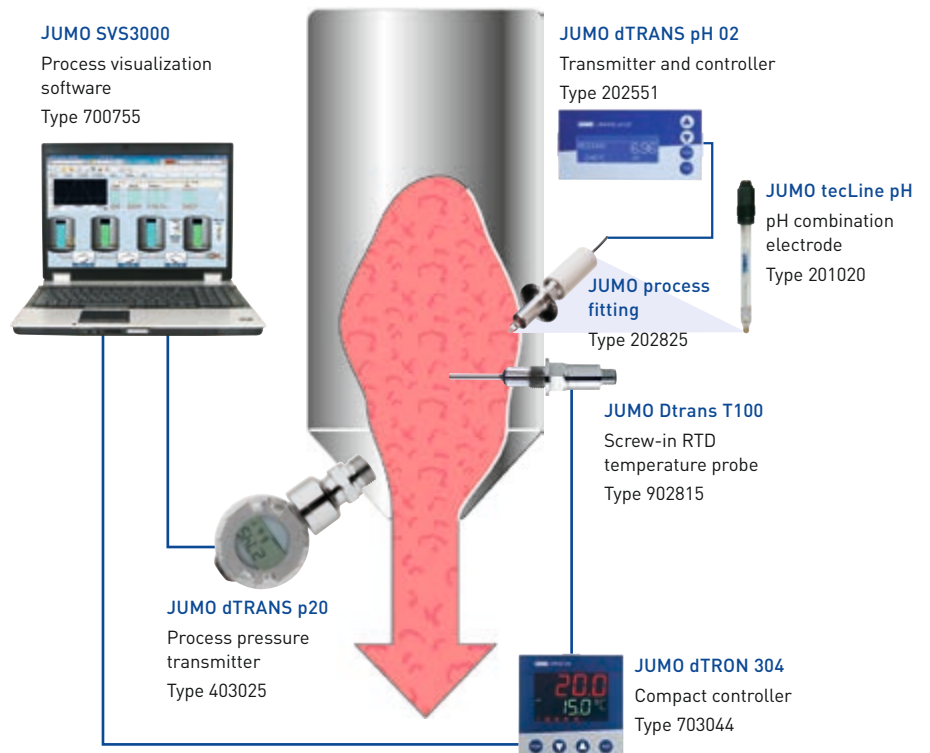 JUMO SVS3000
Process visualization
software
Type 700755
JUMO dTRANS pH 02
Transmitter and controller
Type 202551
6.96
JUMO tecLine pH
pH combination
electrode
Type 201020
JUMO process
fitting
Type 202825
JUMO Dtrans T100
Screw-in RTD
temperature probe
Type 902815
JUMO dTRANS p20
Process pressure
transmitter
Type 403025
JUMO dTRON 304
Compact controller
Type 703044
20.0
15.0 °C